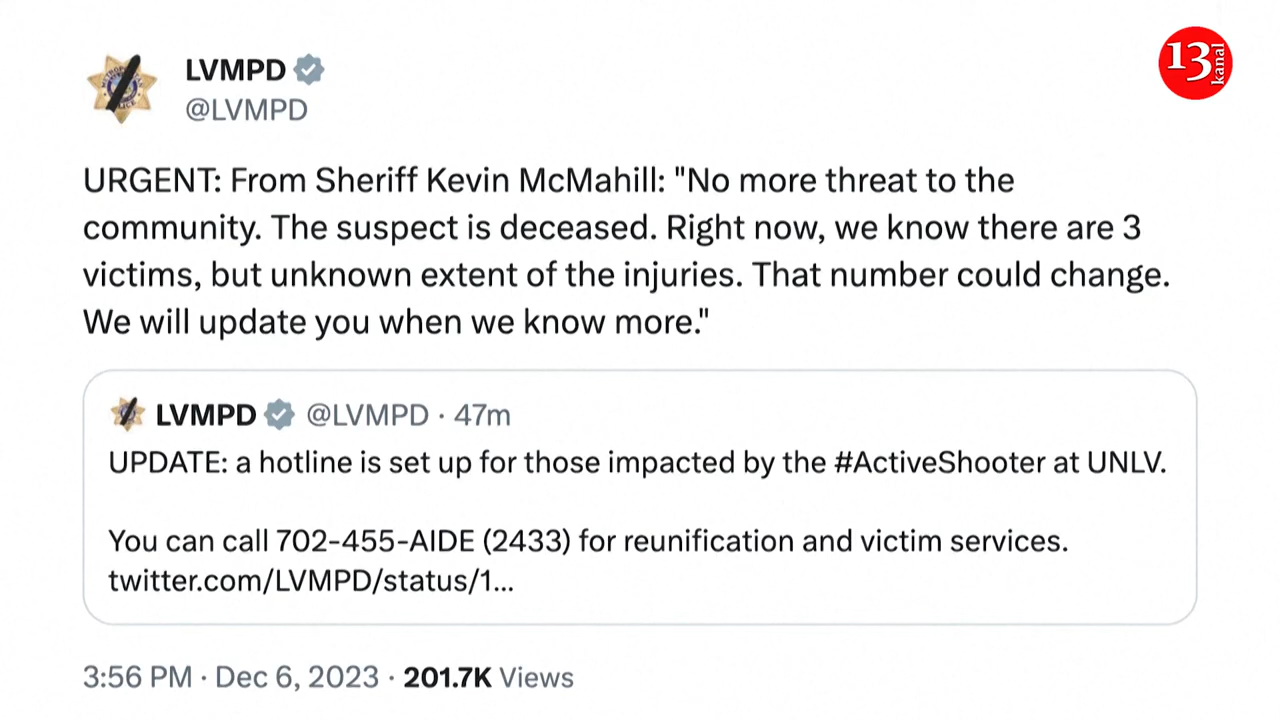 LVMPD
@LVMPD
13 kanal
URGENT: From Sheriff Kevin McMahill: "No more threat to the
community. The suspect is deceased. Right now, we know there are 3
victims, but unknown extent of the injuries. That number could change.
We will update you when we know more."
LVMPD @LVMPD · 47m
UPDATE: a hotline is set up for those impacted by the #ActiveShooter at UNLV.
You can call 702-455-AIDE (2433) for reunification and victim services.
twitter.com/LVMPD/status/1...
3:56 PM · Dec 6, 2023 · 201.7K Views